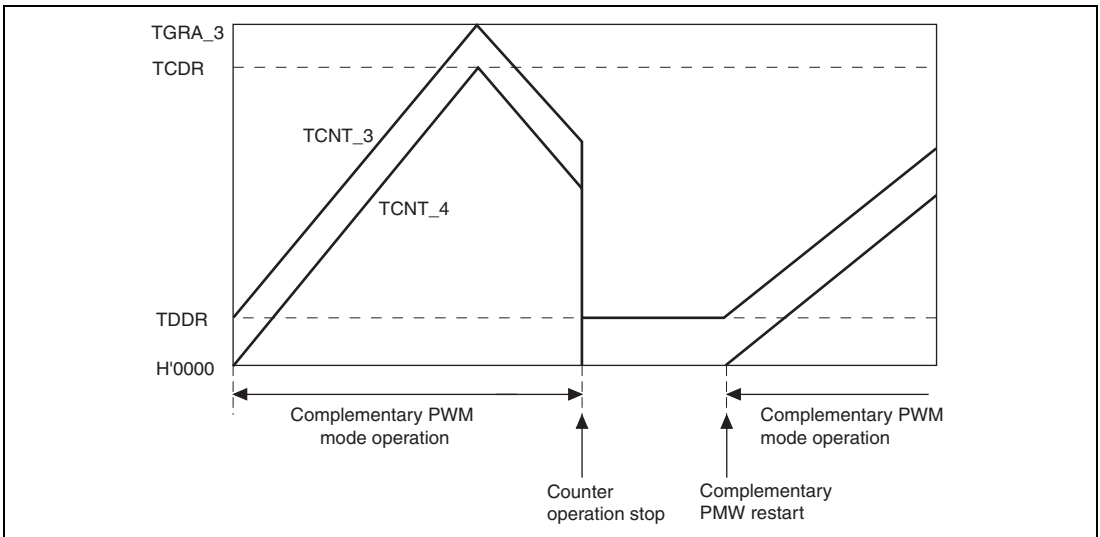 TGRA_3
TCDR
TCNT_3
TCNT_4
TDDR
H'0000
Complementary PWM
mode operation
Complementary PWM
mode operation
Counter
operation stop
Complementary
PMW restart